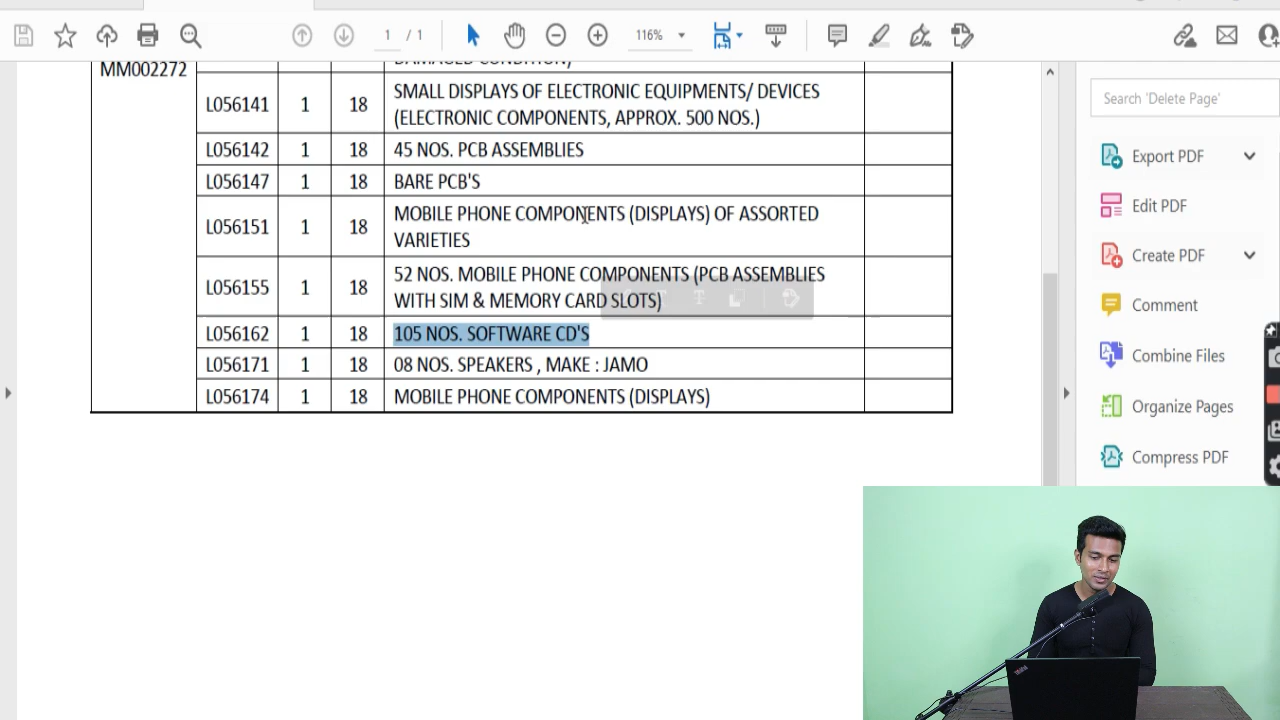 1 / 1
116%
DAMAGED CONDITION)
MM002272
L056141 1 18 SMALL DISPLAYS OF ELECTRONIC EQUIPMENTS/ DEVICES
(ELECTRONIC COMPONENTS, APPROX. 500 NOS.)
L056142 1 18 45 NOS. PCB ASSEMBLIES
L056147 1 18 BARE PCB'S
L056151 1 18 MOBILE PHONE COMPONENTS (DISPLAYS) OF ASSORTED
VARIETIES
L056155 1 18 52 NOS. MOBILE PHONE COMPONENTS (PCB ASSEMBLIES
WITH SIM & MEMORY CARD SLOTS)
L056162 1 18 105 NOS. SOFTWARE CD'S
L056171 1 18 08 NOS. SPEAKERS , MAKE : JAMO
L056174 1 18 MOBILE PHONE COMPONENTS (DISPLAYS)
Search 'Delete Page'
Export PDF
Edit PDF
Create PDF
Comment
Combine Files
Organize Pages
Compress PDF